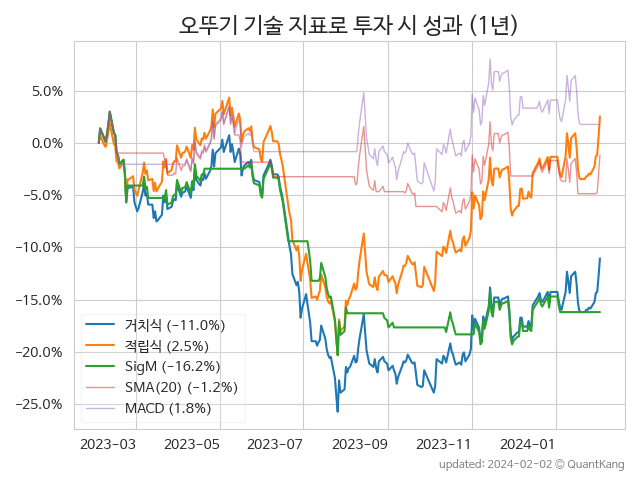 오뚜기 기술 지표로 투자 시 성과 (1년)
5.0%
0.0%
−5.0%
−10.0%
−15.0%
−20.0%
−25.0%
거치식 (−11.0%)
적립식 (2.5%)
SigM (−16.2%)
SMA(20) (−1.2%)
MACD (1.8%)
2023-03 2023-05 2023-07 2023-09 2023-11 2024-01
updated: 2024-02-02 © QuantKang